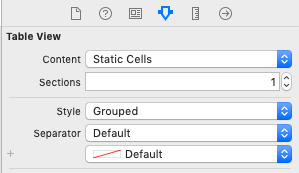 Table View
Content Static Cells
Sections 1
Style Grouped
Separator Default
+ Default